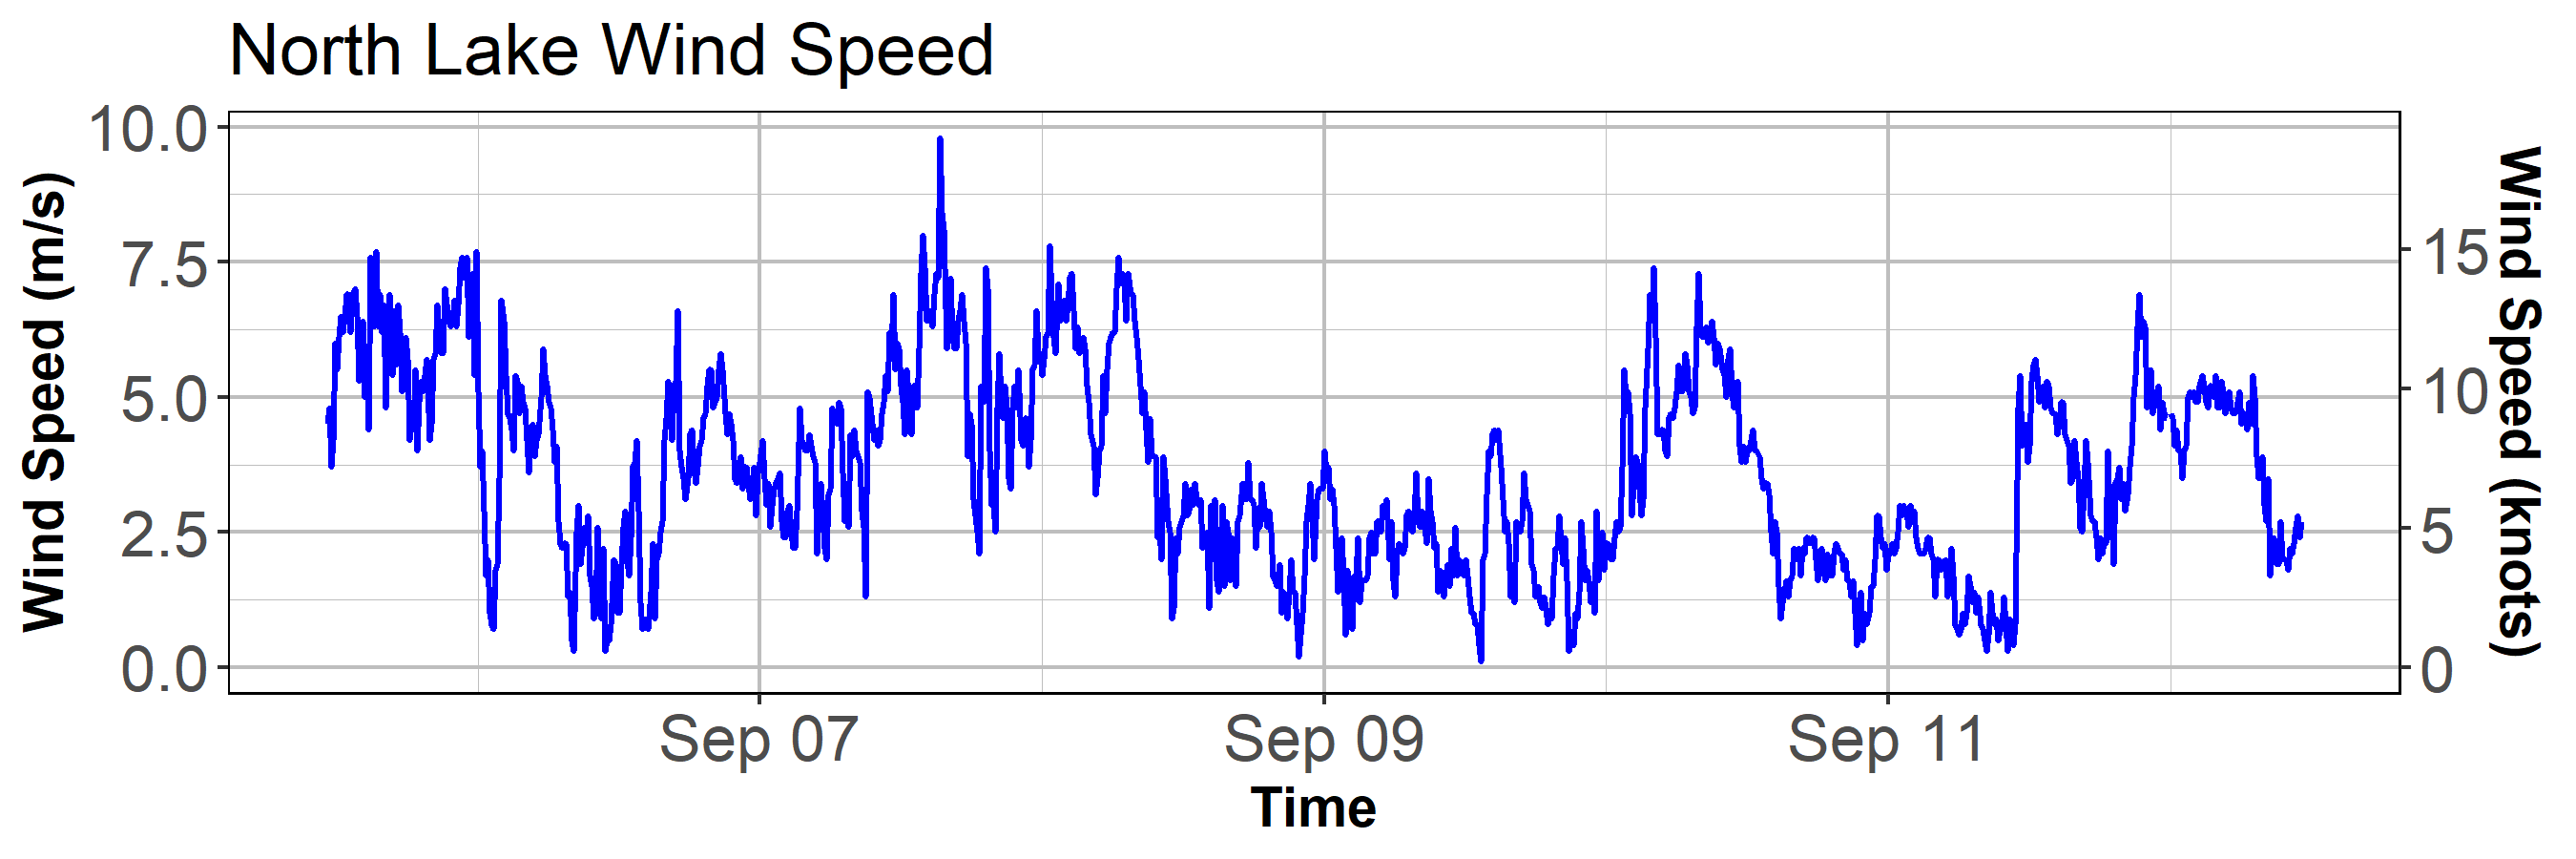 North Lake Wind Speed
Wind Speed (m/s)
10.0
7.5
5.0
2.5
0.0
Wind Speed (knots)
15
10
5
0
Sep 07
Sep 09
Sep 11
Time